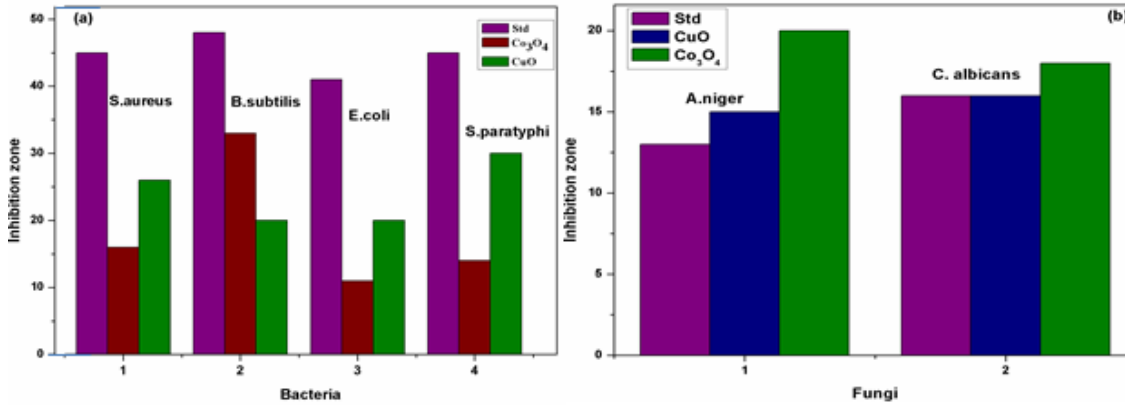 (a)
Std
Co3O4
CuO
S.aureus
B.subtilis
E.coli
S.paratyphi
Inhibition zone
50
40
30
20
10
0
1 2 3 4
Bacteria
(b)
Std
CuO
Co3O4
A.niger
C. albicans
Inhibition zone
20
15
10
5
0
1 2
Fungi